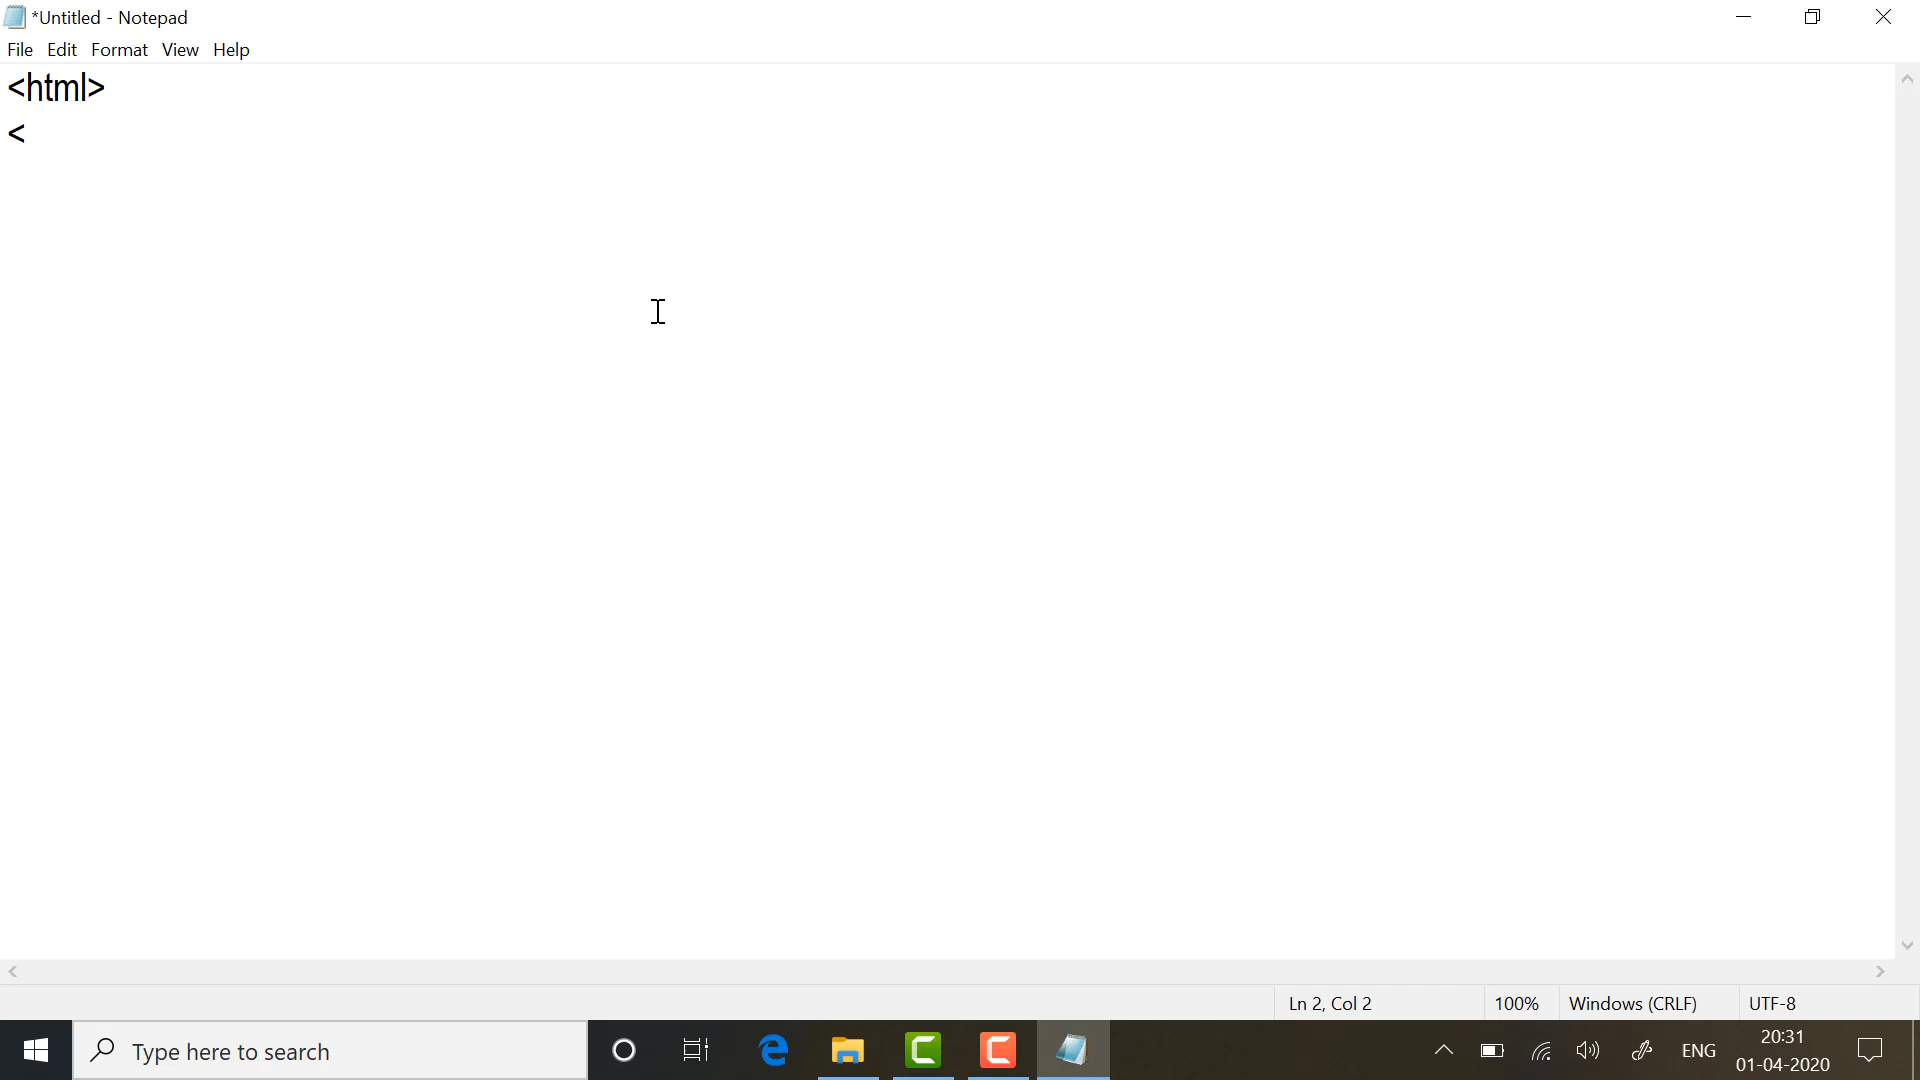 *Untitled - Notepad
File Edit Format View Help
<html>
<
Ln 2, Col 2 100% Windows (CRLF) UTF-8
Type here to search
ENG
20:31
01-04-2020